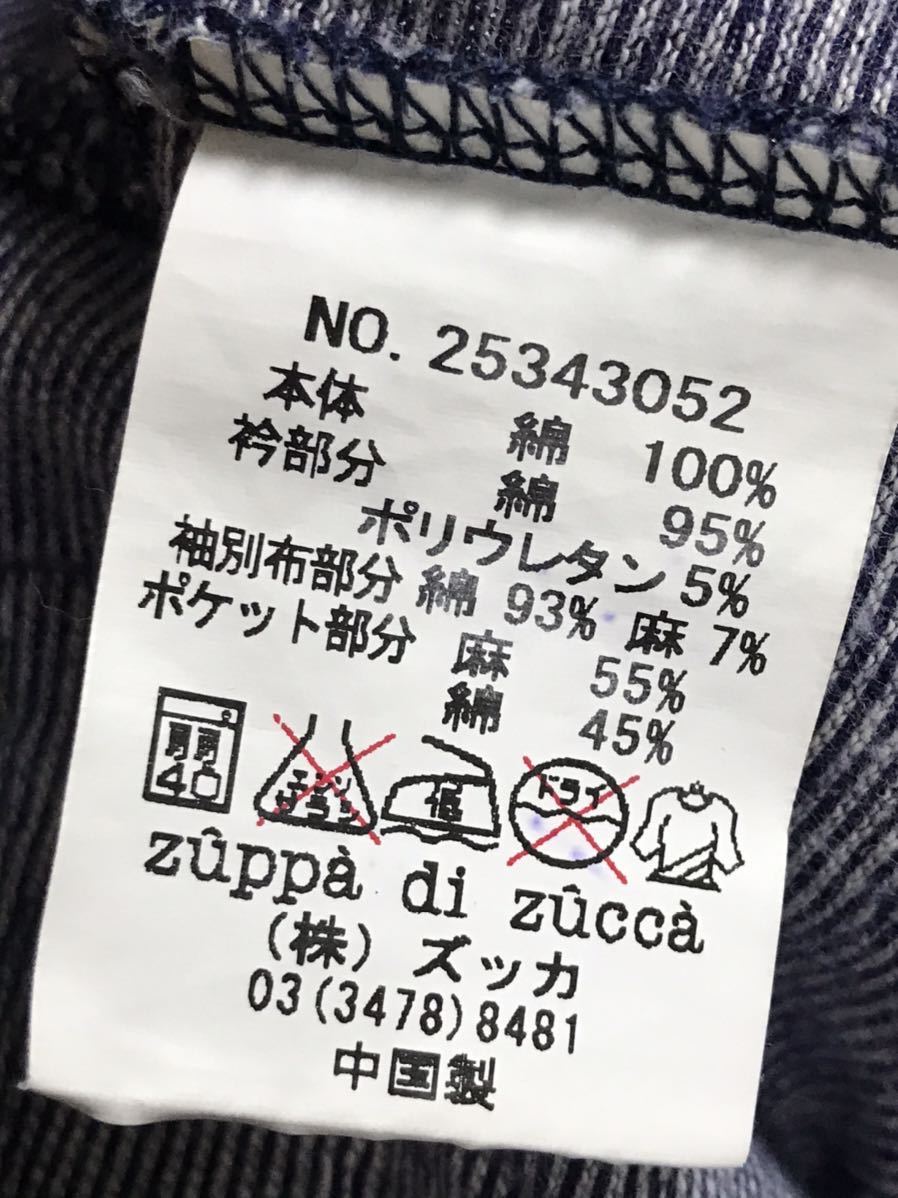 NO. 25343052
本体 綿 100%
衿部分 綿 95%
ポリウレタン 5%
袖別布部分 綿 93% 麻 7%
ポケット部分 麻 55%
綿 45%
弱 40 エンソサラシ 低 ドライ
zûppà di zûccà
(株) ズッカ
03(3478)8481
中国製